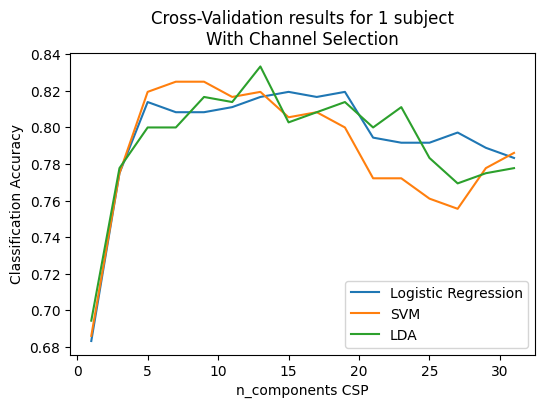 Cross-Validation results for 1 subject
With Channel Selection
Classification Accuracy
0.84
0.82
0.80
0.78
0.76
0.74
0.72
0.70
0.68
Logistic Regression
SVM
LDA
0
5
10
15
20
25
30
n_components CSP